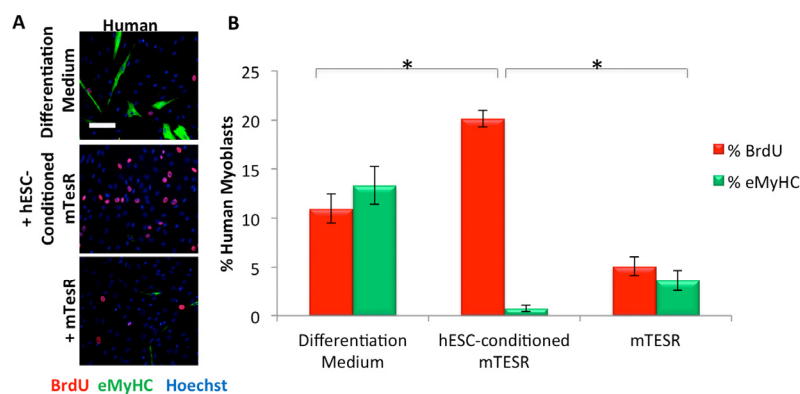 A
Human
Differentiation
Medium
+ hESC-
Conditioned
mTesR
+ mTesR
BrdU eMyHC Hoechst
B
*
*
% Human Myoblasts
25
20
15
10
5
0
Differentiation
Medium
hESC-conditioned
mTESR
mTESR
% BrdU
% eMyHC